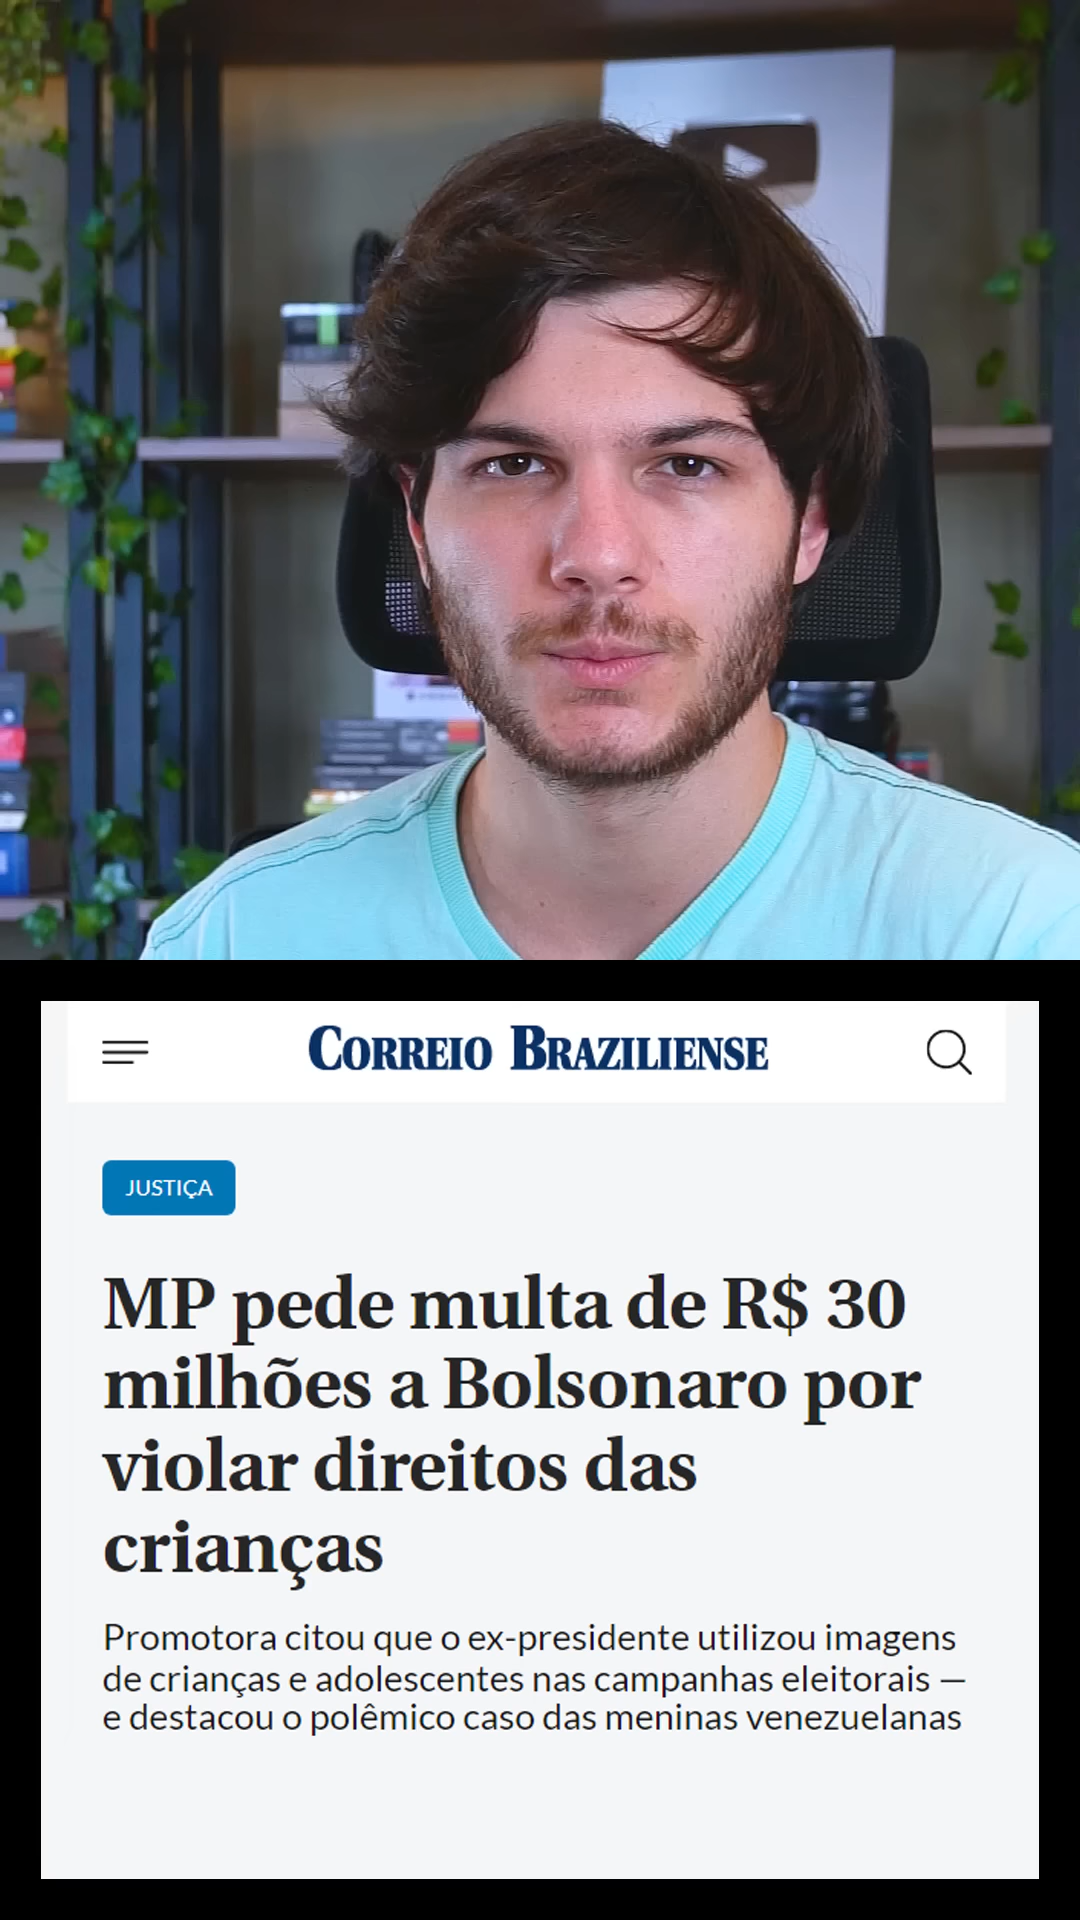 CORREIO BRAZILIENSE
JUSTIÇA
MP pede multa de R$ 30
milhões a Bolsonaro por
violar direitos das
crianças
Promotora citou que o ex-presidente utilizou imagens
de crianças e adolescentes nas campanhas eleitorais —
e destacou o polêmico caso das meninas venezuelanas